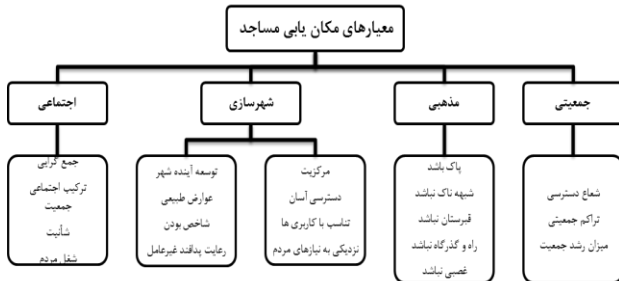 معیارهای مکان یابی مساجد
جمعیتی
مذهبی
شهرسازی
اجتماعی
شعاع دسترسی
تراکم جمعیتی
میزان رشد جمعیت
پاک باشد
شبهه ناک نباشد
قبرستان نباشد
راه و گذرگاه نباشد
غصبی نباشد
مرکزیت
دسترسی آسان
تناسب با کاربری ها
نزدیکی به نیازهای مردم
توسعه آینده شهر
عوارض طبیعی
شاخص بودن
رعایت پدافند غیرعامل
جمع گرایی
ترکیب اجتماعی
جمعیت
شأنیت
شغل مردم